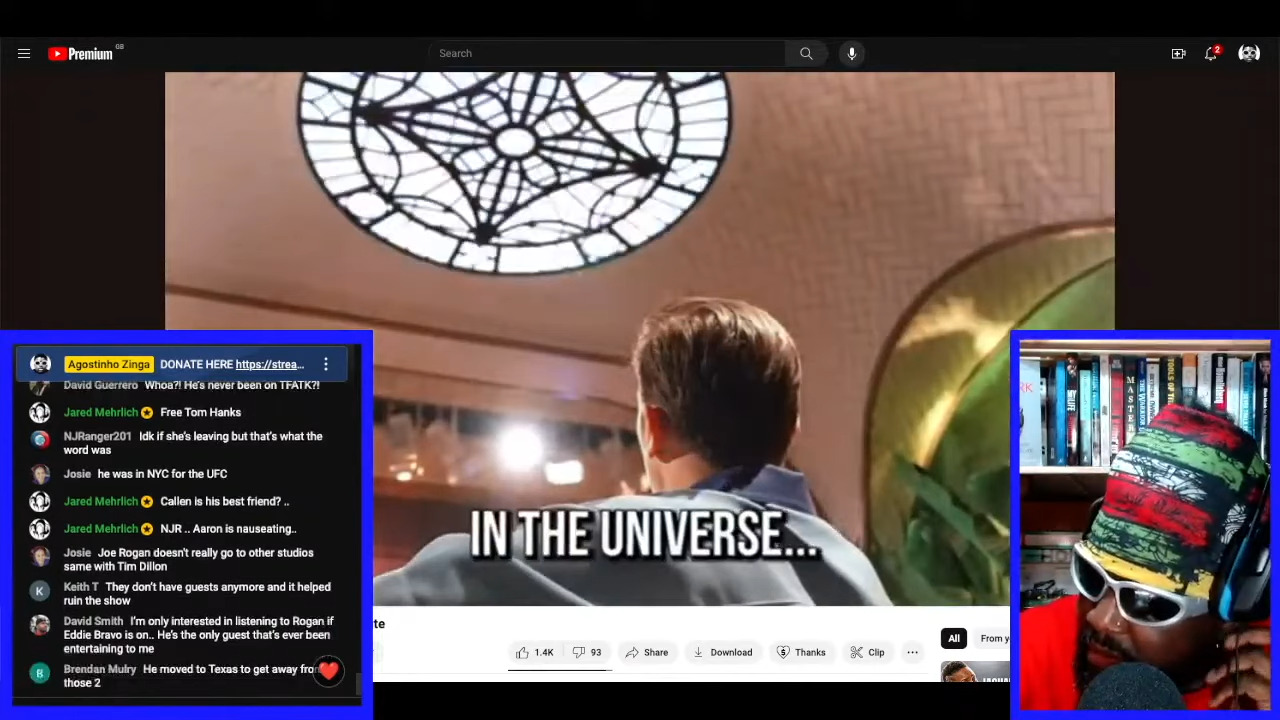 Premium GB
Search
2
IN THE UNIVERSE...
Agostinho Zinga DONATE HERE https://strea...
David Guerrero Whoa?! He's never been on TFATK?!
Jared Mehrlich Free Tom Hanks
NJRanger201 Idk if she's leaving but that's what the
word was
Josie he was in NYC for the UFC
Jared Mehrlich Callen is his best friend? ..
Jared Mehrlich NJR .. Aaron is nauseating..
Josie Joe Rogan doesn't really go to other studios
same with Tim Dillon
K Keith T They don't have guests anymore and it helped
ruin the show
David Smith I'm only interested in listening to Rogan if
Eddie Bravo is on.. He's the only guest that's ever been
entertaining to me
B Brendan Mulry He moved to Texas to get away
those 2
1.4K 93 Share Download Thanks Clip ...
All From
MY LIFE
MASTER